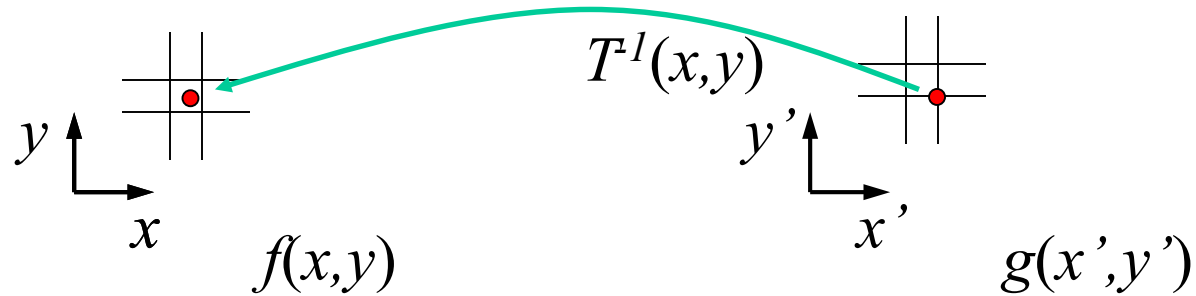 T-1(x,y)
y
y’
x
x’
f(x,y)
g(x’,y’)